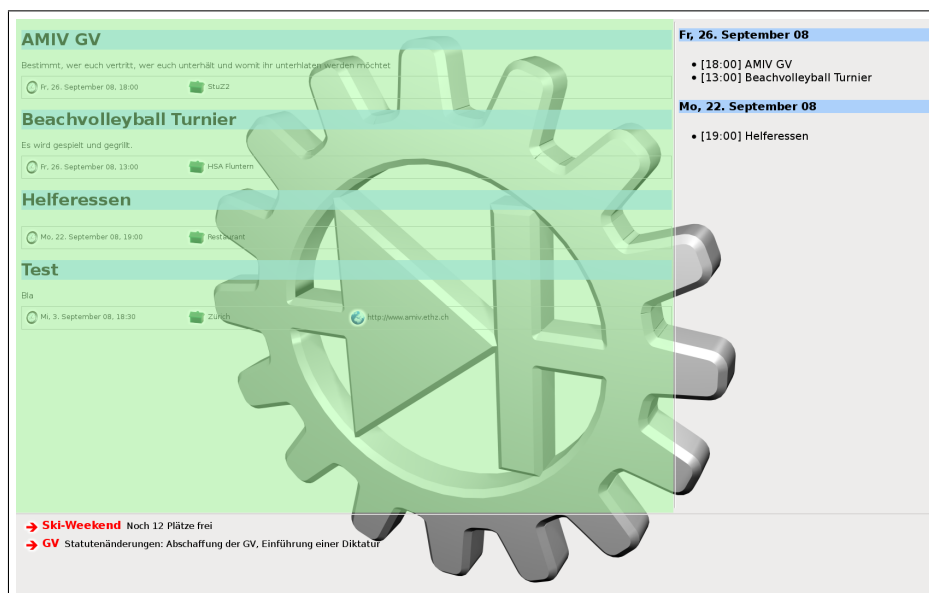 AMIV GV
Bestimmt, wer euch vertritt, wer euch unterhält und womit ihr unterhlaten werden möchtet
Fr, 26. September 08, 18:00 StuZ2
Beachvolleyball Turnier
Es wird gespielt und gegrillt.
Fr, 26. September 08, 13:00 HSA Fluntern
Helferessen
Mo, 22. September 08, 19:00 Restaurant
Test
Bla
Mi, 3. September 08, 18:30 Zürich http://www.amiv.ethz.ch
Fr, 26. September 08
• [18:00] AMIV GV
• [13:00] Beachvolleyball Turnier
Mo, 22. September 08
• [19:00] Helferessen
Ski-Weekend Noch 12 Plätze frei
GV Statutenänderungen: Abschaffung der GV, Einführung einer Diktatur